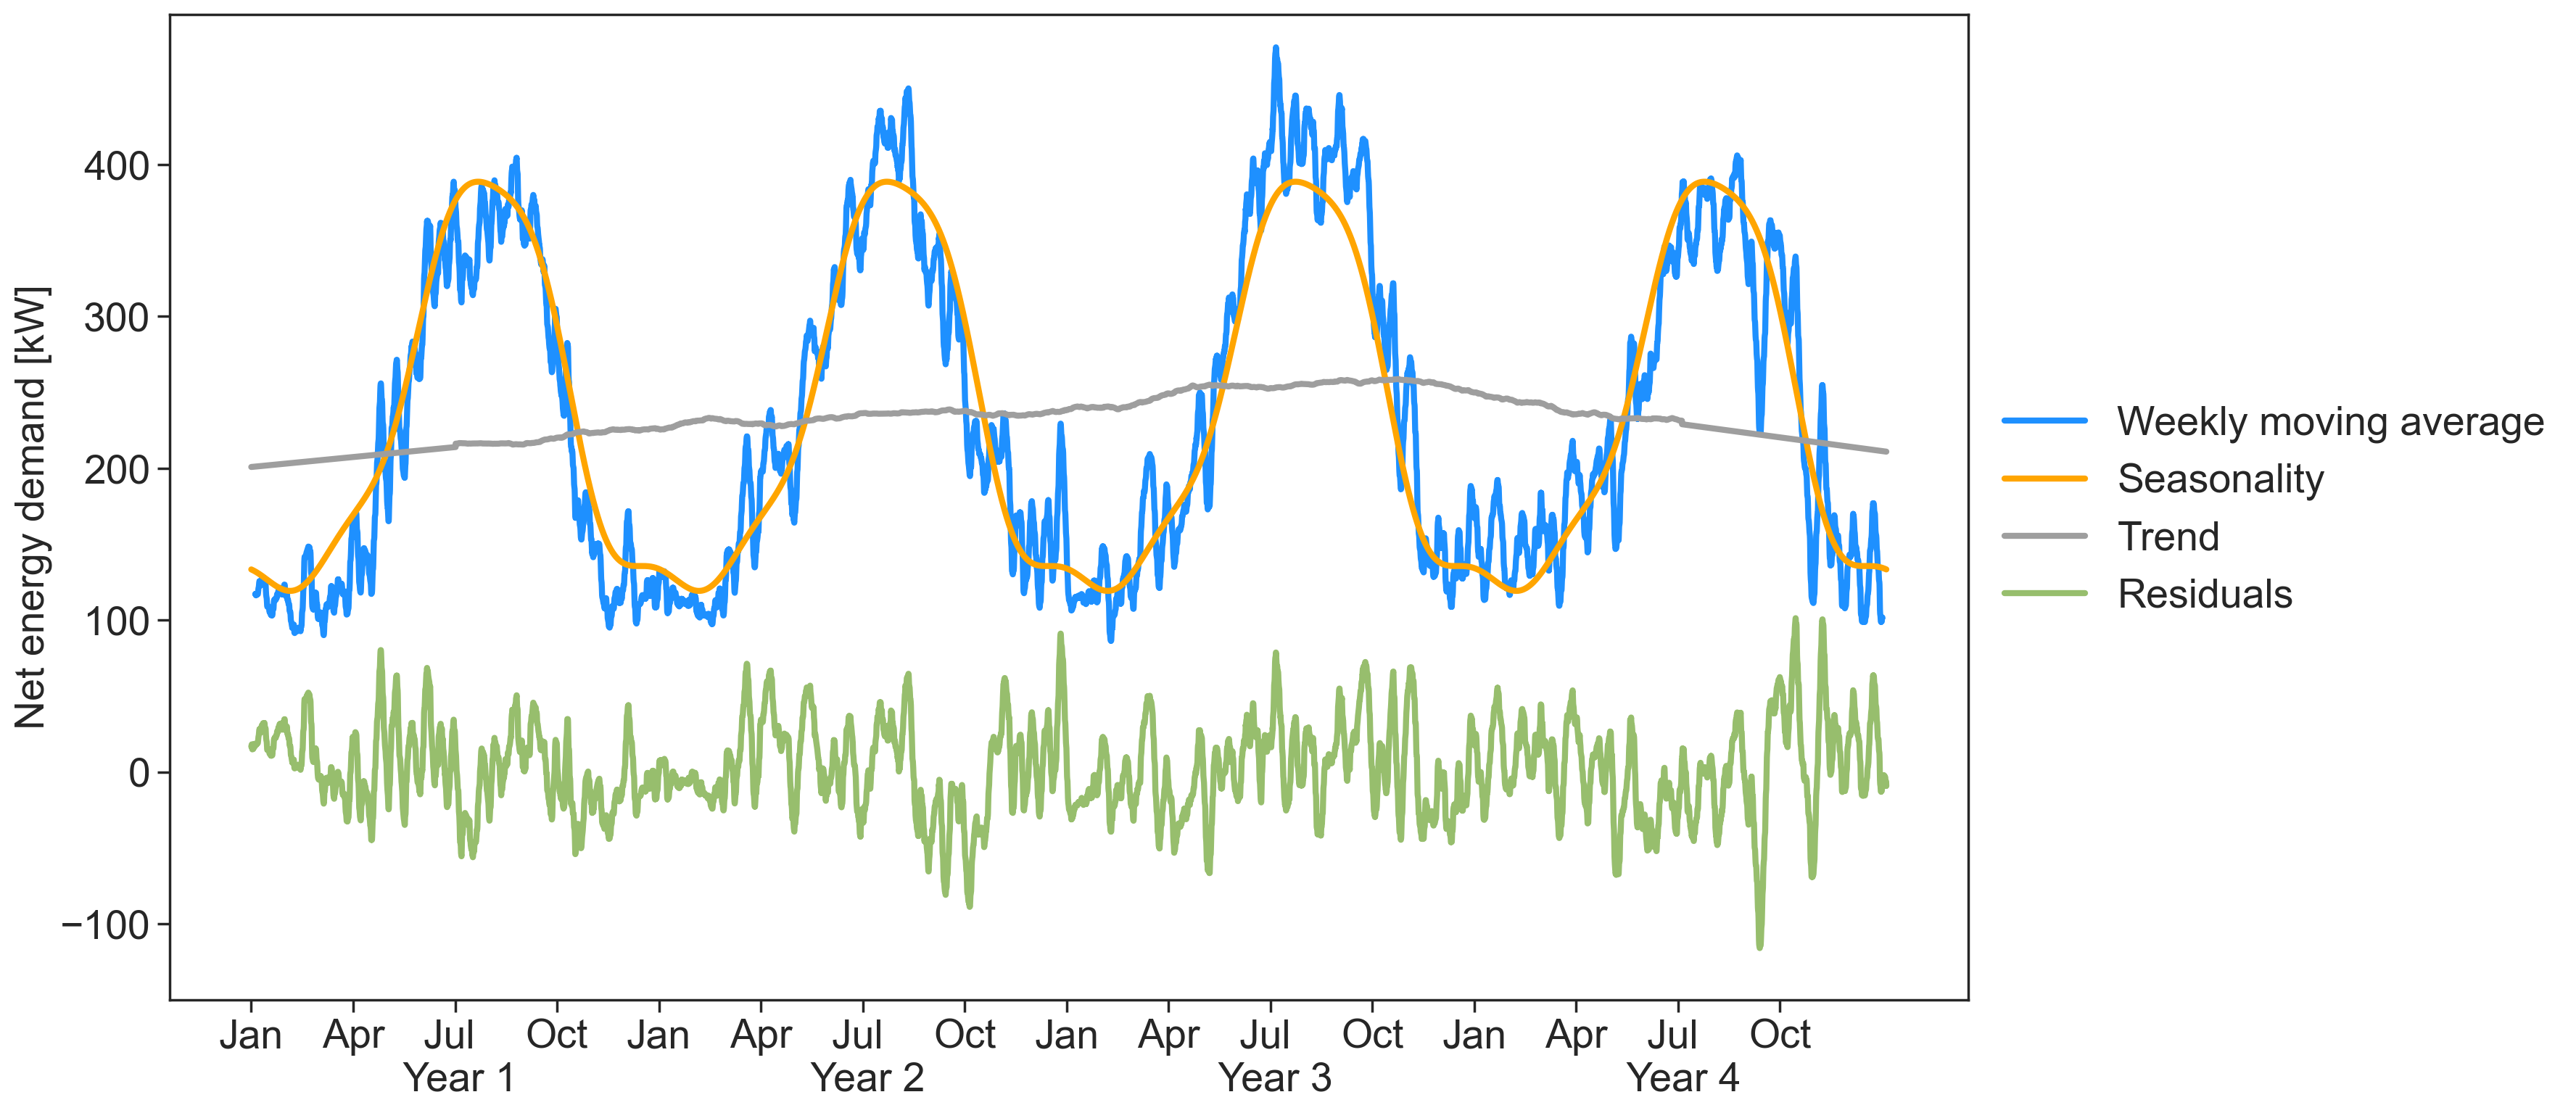 Net energy demand [kW]
400
300
200
100
0
−100
Jan Apr Jul Oct Jan Apr Jul Oct Jan Apr Jul Oct Jan Apr Jul Oct
Year 1 Year 2 Year 3 Year 4
Weekly moving average
Seasonality
Trend
Residuals